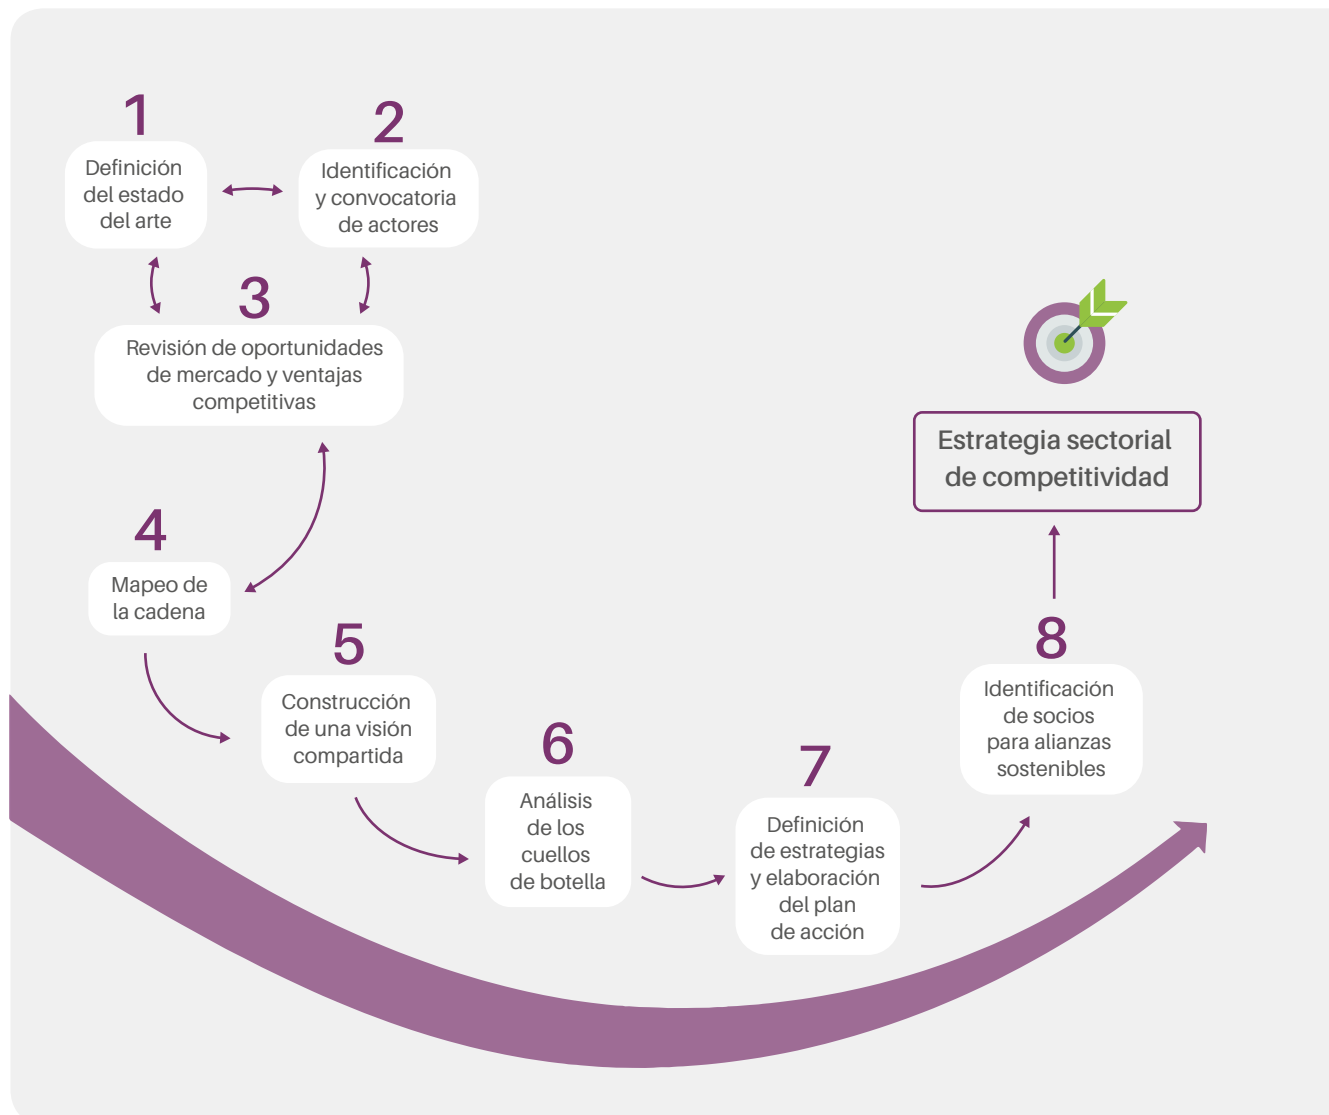 1
Definición
del estado
del arte
2
Identificación
y convocatoria
de actores
3
Revisión de oportunidades
de mercado y ventajas
competitivas
4
Mapeo de
la cadena
5
Construcción
de una visión
compartida
6
Análisis
de los
cuellos
de botella
7
Definición
de estrategias
y elaboración
del plan
de acción
8
Identificación
de socios
para alianzas
sostenibles
Estrategia sectorial
de competitividad